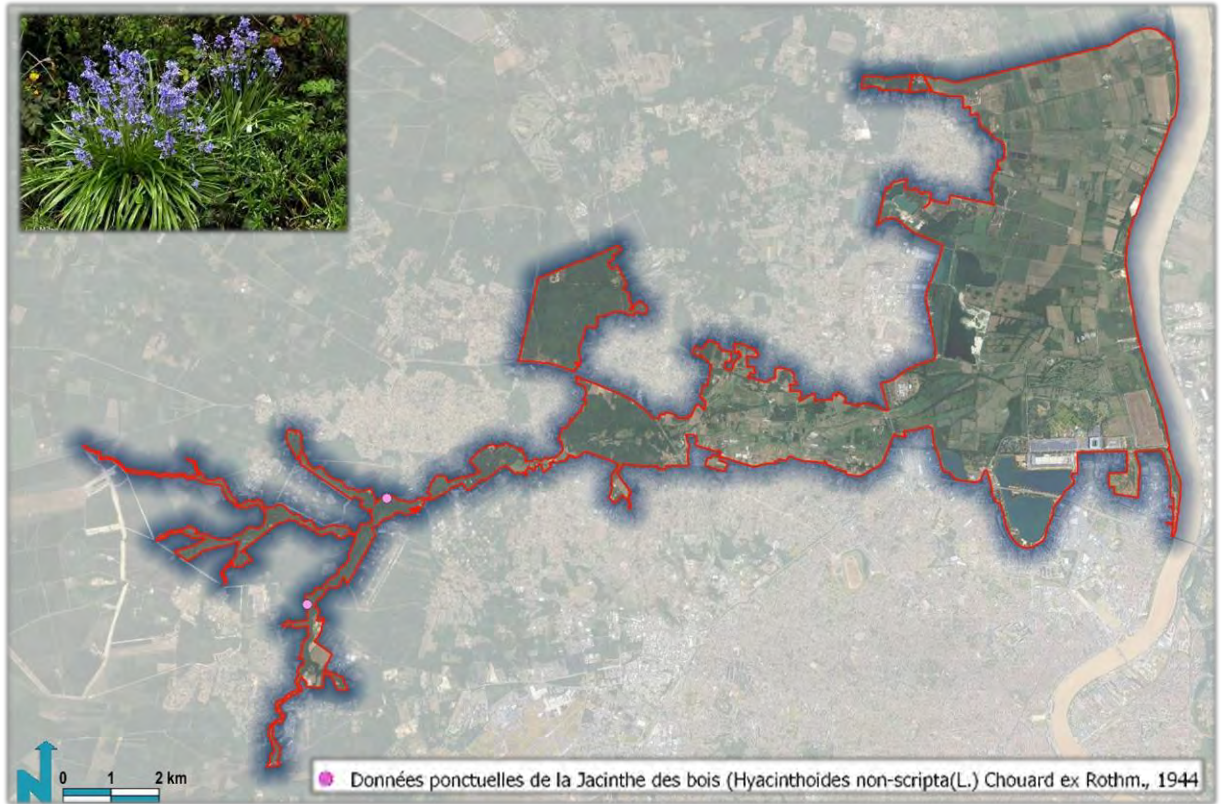 N 0 1 2 km
Données ponctuelles de la Jacinthe des bois (Hyacinthoides non-scripta(L.) Chouard ex Rothm., 1944